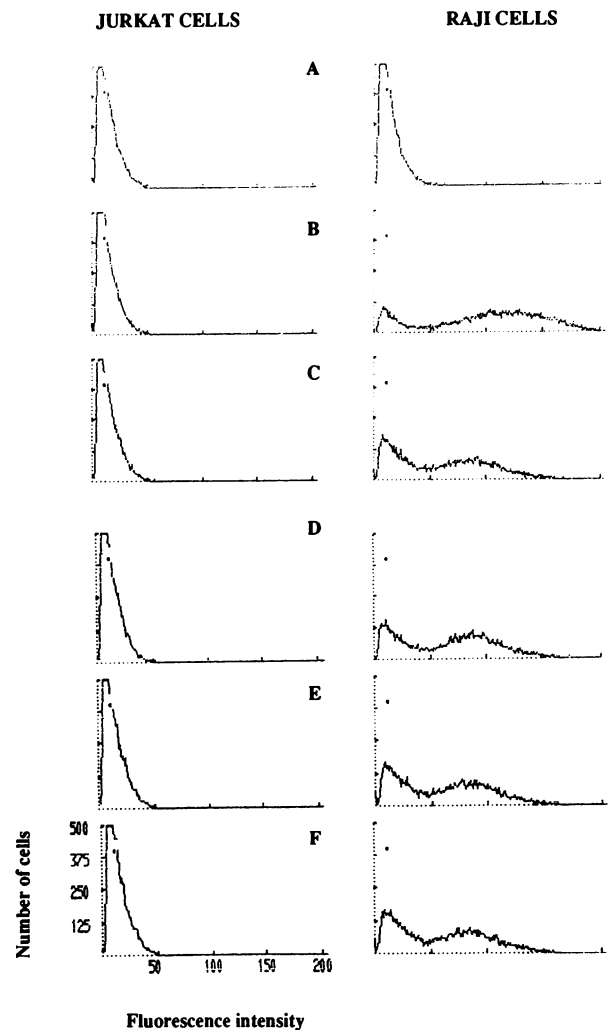 JURKAT CELLS RAJI CELLS
A
B
C
D
E
F
Number of cells
500
375
250
125
50 100 150 200
Fluorescence intensity